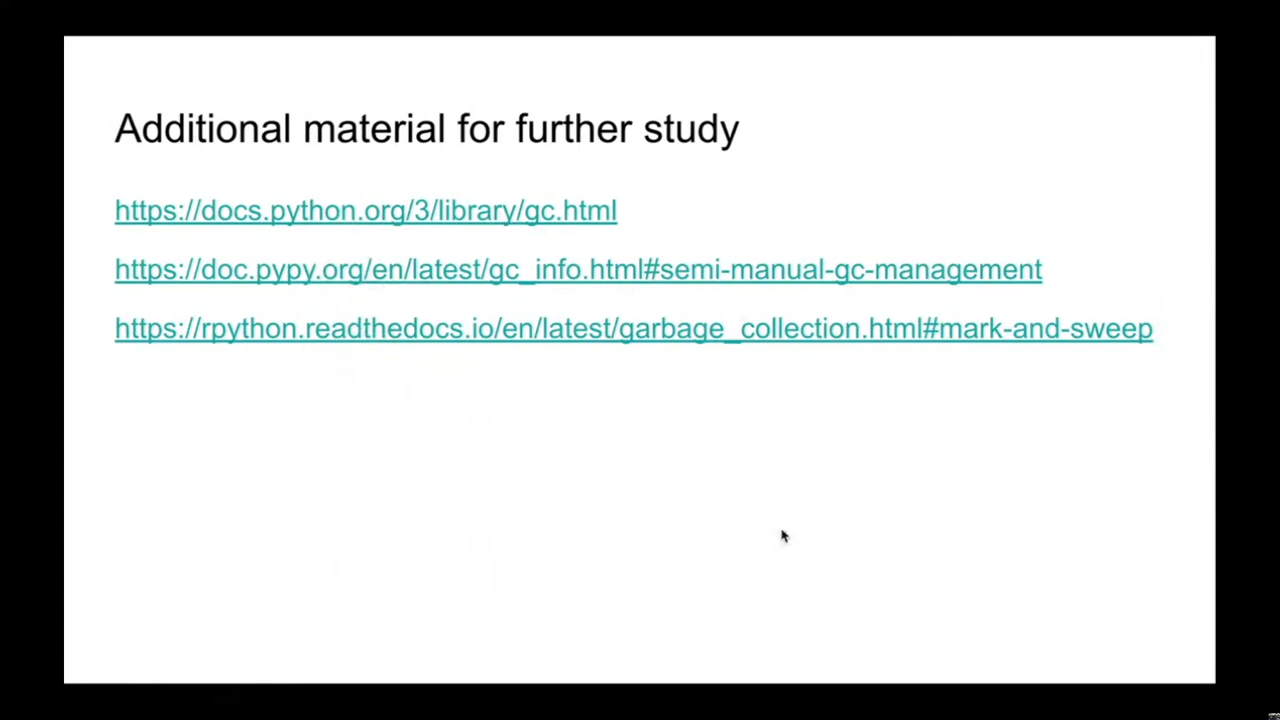 Additional material for further study
https://docs.python.org/3/library/gc.html
https://doc.pypy.org/en/latest/gc_info.html#semi-manual-gc-management
https://rpython.readthedocs.io/en/latest/garbage_collection.html#mark-and-sweep